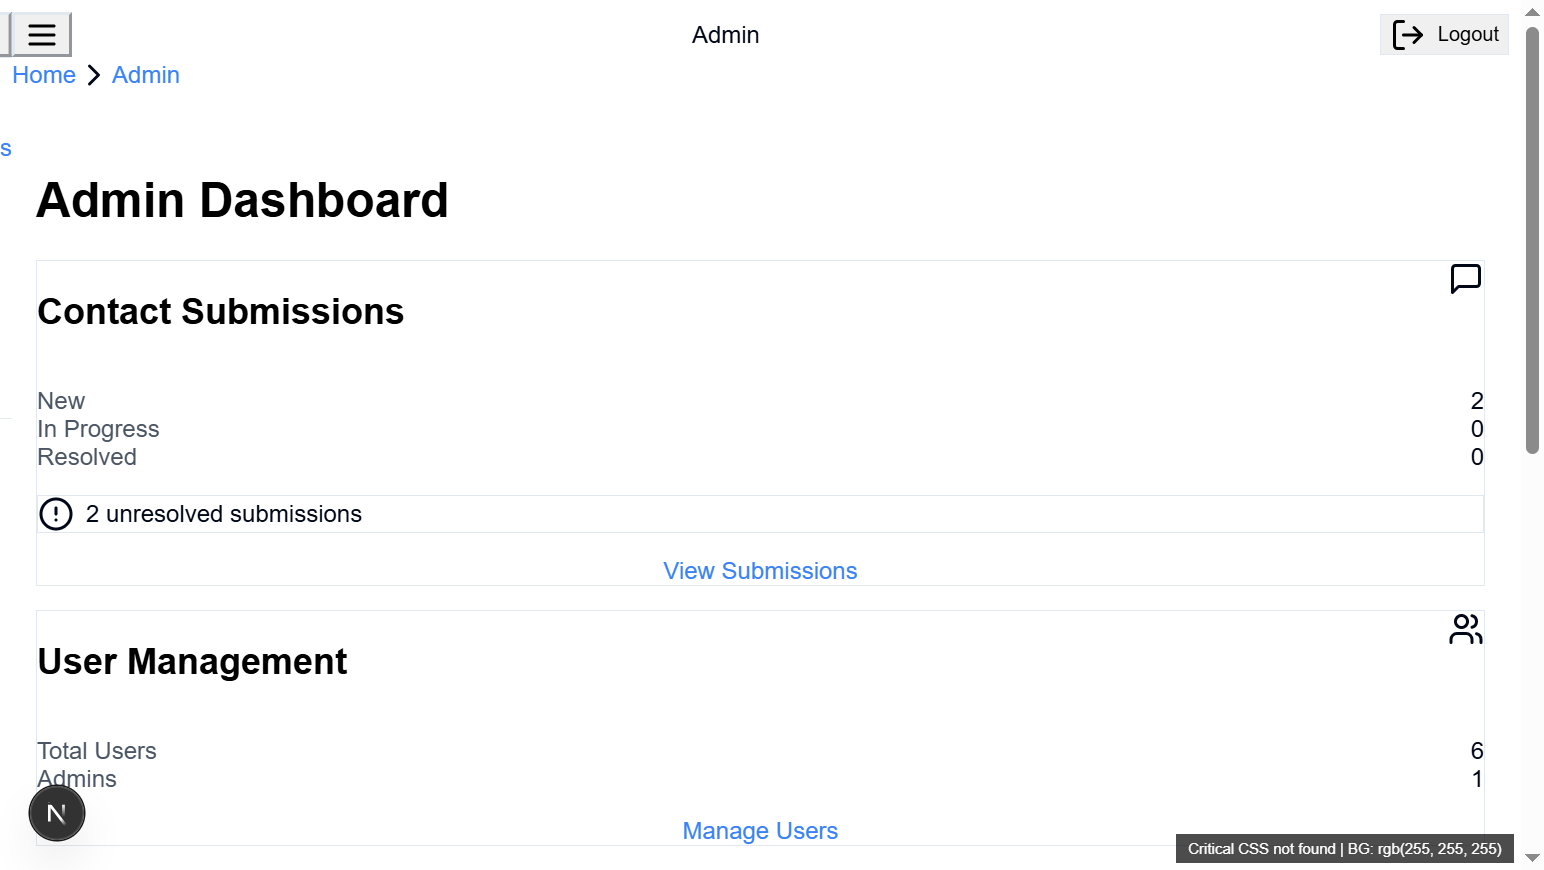 Admin
Logout
Home Admin
s
Admin Dashboard
Contact Submissions
New 2
In Progress 0
Resolved 0
2 unresolved submissions
View Submissions
User Management
Total Users 6
Admins 1
N
Manage Users
Critical CSS not found | BG: rgb(255, 255, 255)